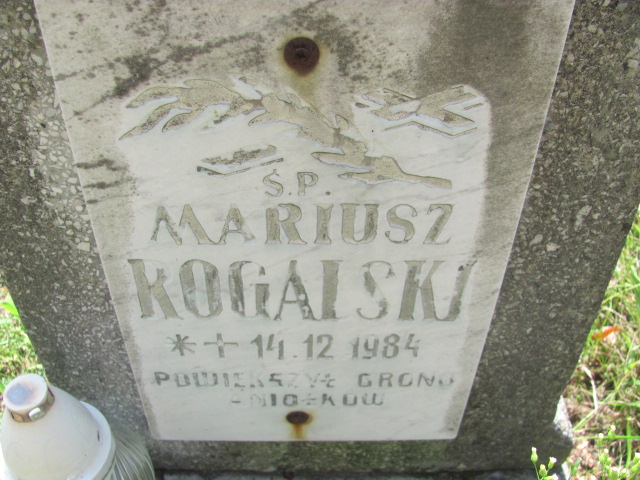 Ś.P.
MARIUSZ
ROGALSKI
*+ 14.12 1984
POWIĘKSZYŁ GRONO
ANIOŁKÓW